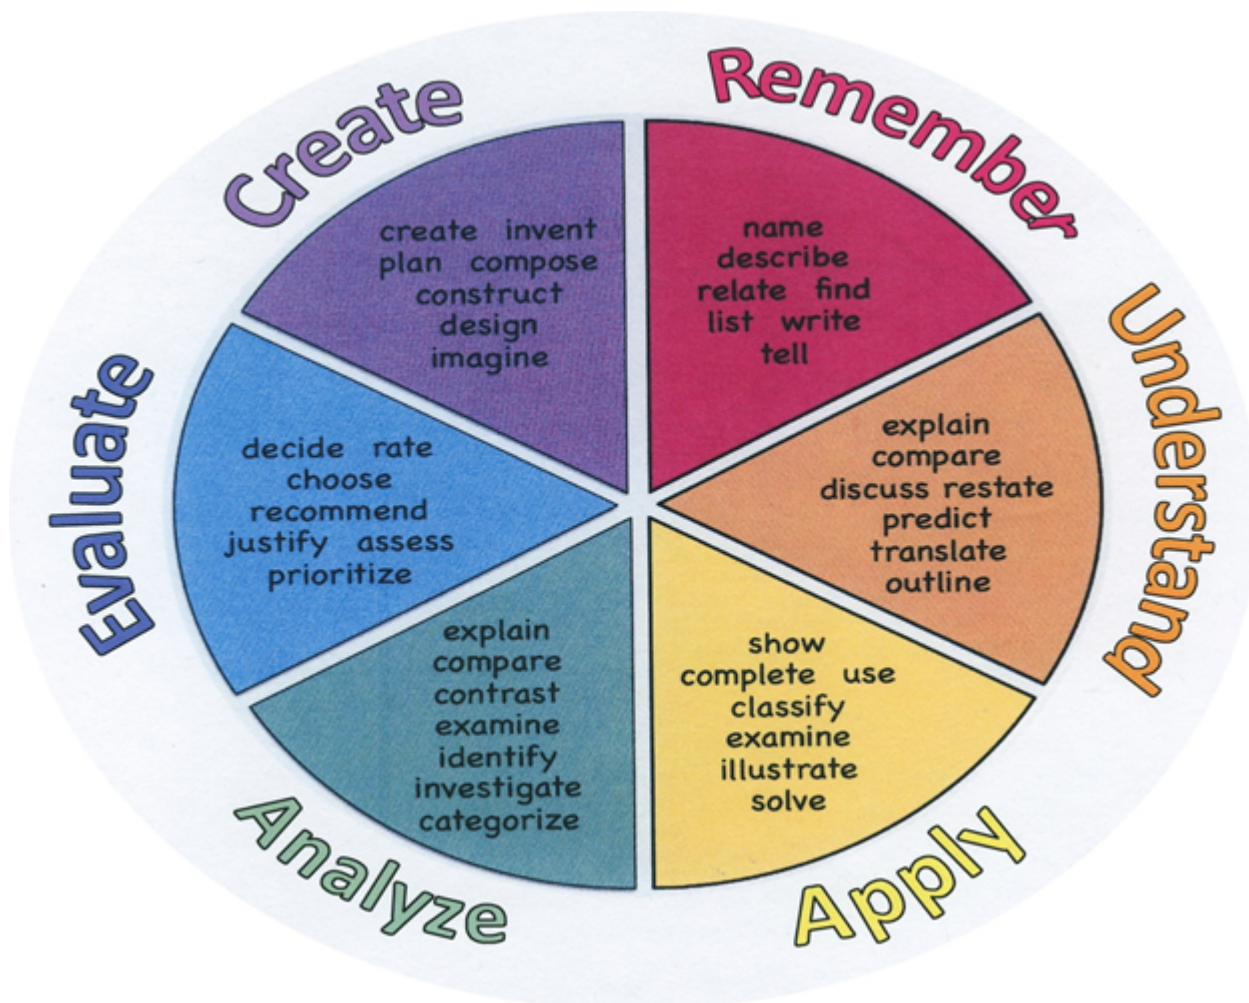 Remember
name
describe
relate find
list write
tell
Understand
explain
compare
discuss restate
predict
translate
outline
Apply
show
complete use
classify
examine
illustrate
solve
Analyze
explain
compare
contrast
examine
identify
investigate
categorize
Evaluate
decide rate
choose
recommend
justify assess
prioritize
Create
create invent
plan compose
construct
design
imagine